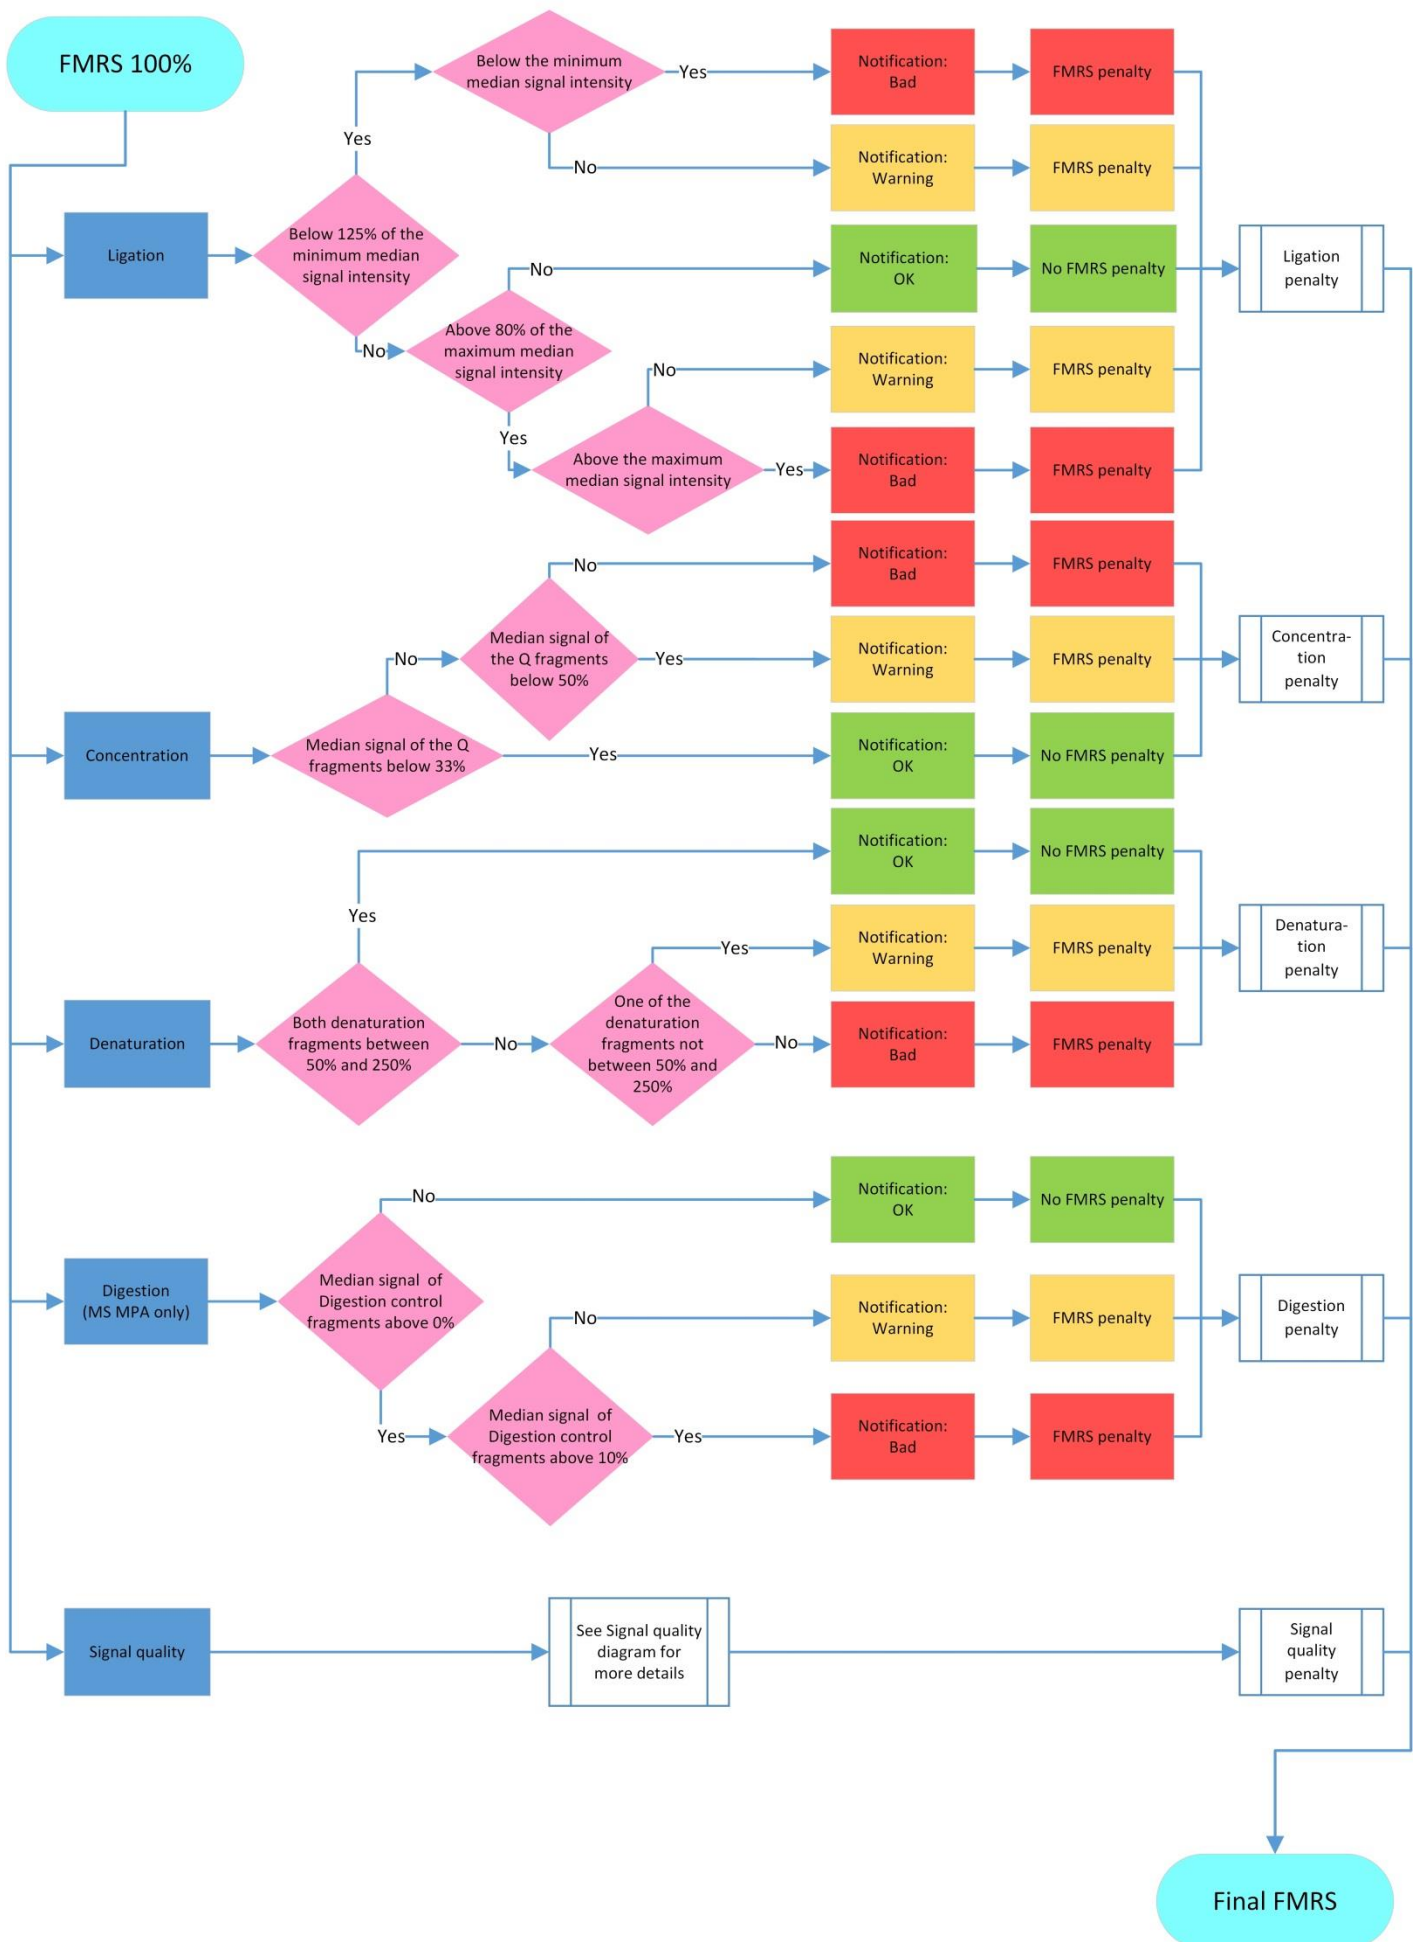 FMRS 100%
Below the minimum
median signal intensity
Yes
Notification:
Bad
FMRS penalty
Yes
No
Notification:
Warning
FMRS penalty
Ligation
Below 125% of the
minimum median
signal intensity
No
Notification:
OK
No FMRS penalty
Ligation
penalty
No
Above 80% of the
maximum median
signal intensity
No
Notification:
Warning
FMRS penalty
Yes
Above the maximum
median signal intensity
Yes
Notification:
Bad
FMRS penalty
No
Notification:
Bad
FMRS penalty
No
Median signal of
the Q fragments
below 50%
Yes
Notification:
Warning
FMRS penalty
Concentra-
tion
penalty
Concentration
Median signal of the Q
fragments below 33%
Yes
Notification:
OK
No FMRS penalty
Notification:
OK
No FMRS penalty
Yes
Yes
Notification:
Warning
FMRS penalty
Denatura-
tion
penalty
Denaturation
Both denaturation
fragments between
50% and 250%
No
One of the
denaturation
fragments not
between 50% and
250%
No
Notification:
Bad
FMRS penalty
No
Notification:
OK
No FMRS penalty
Digestion
(MS MPA only)
Median signal of
Digestion control
fragments above 0%
No
Notification:
Warning
FMRS penalty
Digestion
penalty
Yes
Median signal of
Digestion control
fragments above 10%
Yes
Notification:
Bad
FMRS penalty
Signal quality
See Signal quality
diagram for
more details
Signal
quality
penalty
Final FMRS